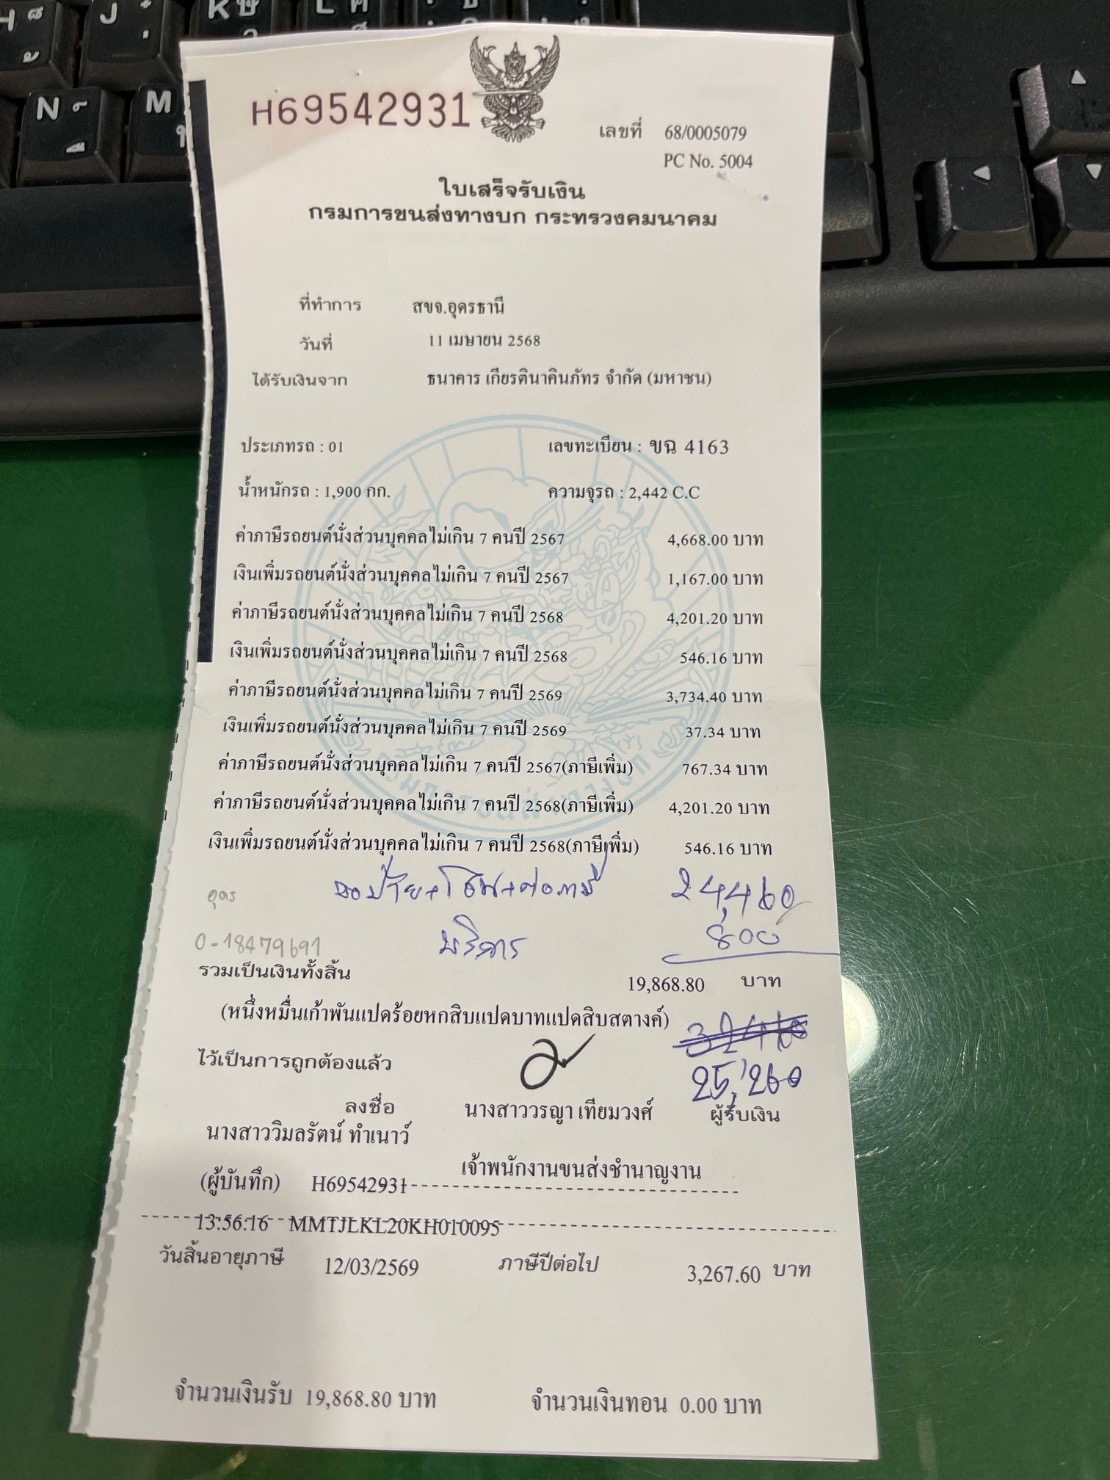 H69542931
เลขที่ 68/0005079
PC No. 5004
ใบเสร็จรับเงิน
กรมการขนส่งทางบก กระทรวงคมนาคม
ที่ทำการ สขจ.อุดรธานี
วันที่ 11 เมษายน 2568
ได้รับเงินจาก ธนาคาร เกียรตินาคินภัทร จำกัด (มหาชน)
ประเภทรถ : 01 เลขทะเบียน : ขฉ 4163
น้ำหนักรถ : 1,900 กก. ความจุรถ : 2,442 C.C
ค่าภาษีรถยนต์นั่งส่วนบุคคลไม่เกิน 7 คนปี 2567 4,668.00 บาท
เงินเพิ่มรถยนต์นั่งส่วนบุคคลไม่เกิน 7 คนปี 2567 1,167.00 บาท
ค่าภาษีรถยนต์นั่งส่วนบุคคลไม่เกิน 7 คนปี 2568 4,201.20 บาท
เงินเพิ่มรถยนต์นั่งส่วนบุคคลไม่เกิน 7 คนปี 2568 546.16 บาท
ค่าภาษีรถยนต์นั่งส่วนบุคคลไม่เกิน 7 คนปี 2569 3,734.40 บาท
เงินเพิ่มรถยนต์นั่งส่วนบุคคลไม่เกิน 7 คนปี 2569 37.34 บาท
ค่าภาษีรถยนต์นั่งส่วนบุคคลไม่เกิน 7 คนปี 2567(ภาษีเพิ่ม) 767.34 บาท
ค่าภาษีรถยนต์นั่งส่วนบุคคลไม่เกิน 7 คนปี 2568(ภาษีเพิ่ม) 4,201.20 บาท
เงินเพิ่มรถยนต์นั่งส่วนบุคคลไม่เกิน 7 คนปี 2568(ภาษีเพิ่ม) 546.16 บาท
อุดร 24,460
0-18479691 บริการ 800
รวมเป็นเงินทั้งสิ้น 19,868.80 บาท
(หนึ่งหมื่นเก้าพันแปดร้อยหกสิบแปดบาทแปดสิบสตางค์)
ไว้เป็นการถูกต้องแล้ว 25,260
ลงชื่อ นางสาววรญา เทียมวงศ์ ผู้รับเงิน
นางสาววิมลรัตน์ ทำเนาว์
เจ้าพนักงานขนส่งชำนาญงาน
(ผู้บันทึก) H69542931
13:56:16 MMTJLKL20KH010095
วันสิ้นอายุภาษี 12/03/2569 ภาษีปีต่อไป 3,267.60 บาท
จำนวนเงินรับ 19,868.80 บาท จำนวนเงินทอน 0.00 บาท